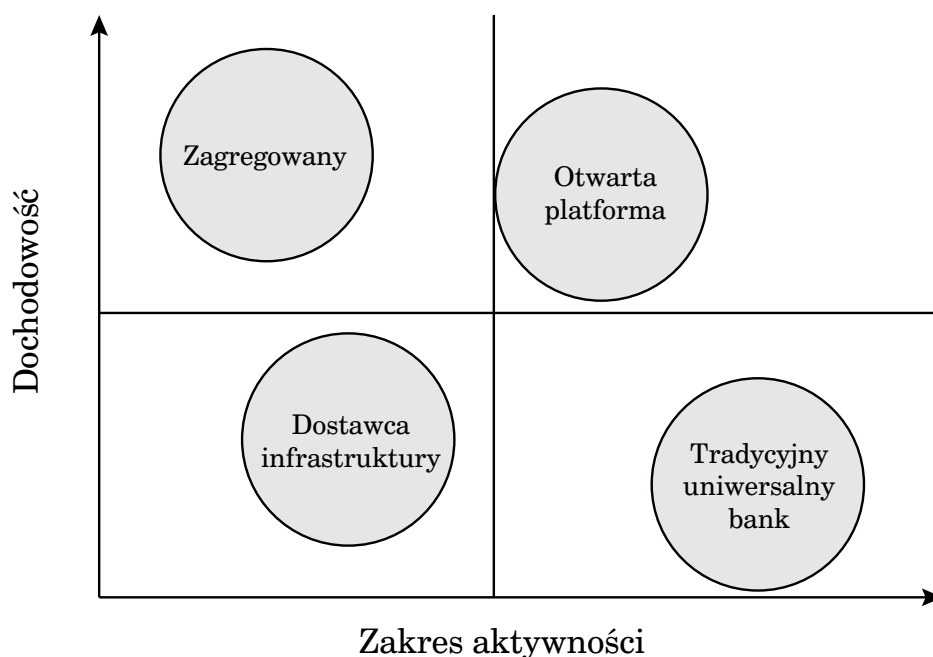 Zagregowany
Otwarta
platforma
Dochodowość
Dostawca
infrastruktury
Tradycyjny
uniwersalny
bank
Zakres aktywności